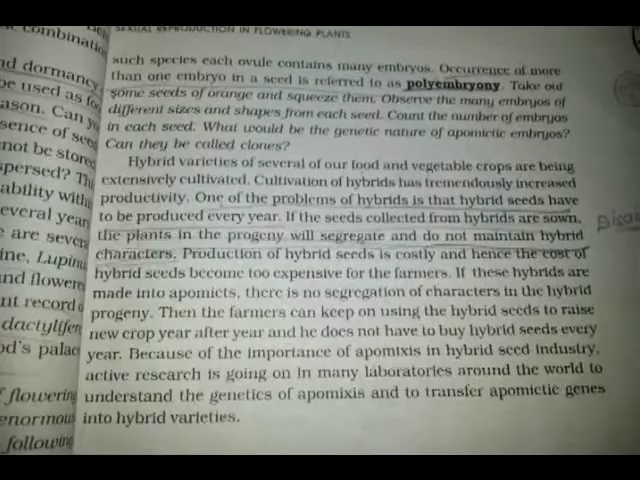 combination
nd dormancy
be used as fo
ason. Can y
sence of see
not be stored
spersed? Th
ability with
everal year
are severa
ine, Lupinu
nd flowere
nt record o
dactylifera
od's palac
f flowering
enormous
following
SEXUAL REPRODUCTION IN FLOWERING PLANTS
such species each ovule contains many embryos. Occurrence of more
than one embryo in a seed is referred to as polyembryony. Take out
some seeds of orange and squeeze them. Observe the many embryos of
different sizes and shapes from each seed. Count the number of embryos
in each seed. What would be the genetic nature of apomictic embryos?
Can they be called clones?
Hybrid varieties of several of our food and vegetable crops are being
extensively cultivated. Cultivation of hybrids has tremendously increased
productivity. One of the problems of hybrids is that hybrid seeds have
to be produced every year. If the seeds collected from hybrids are sown,
the plants in the progeny will segregate and do not maintain hybrid
characters. Production of hybrid seeds is costly and hence the cost of
hybrid seeds become too expensive for the farmers. If these hybrids are
made into apomicts, there is no segregation of characters in the hybrid
progeny. Then the farmers can keep on using the hybrid seeds to raise
new crop year after year and he does not have to buy hybrid seeds every
year. Because of the importance of apomixis in hybrid seed industry,
active research is going on in many laboratories around the world to
understand the genetics of apomixis and to transfer apomictic genes
into hybrid varieties.